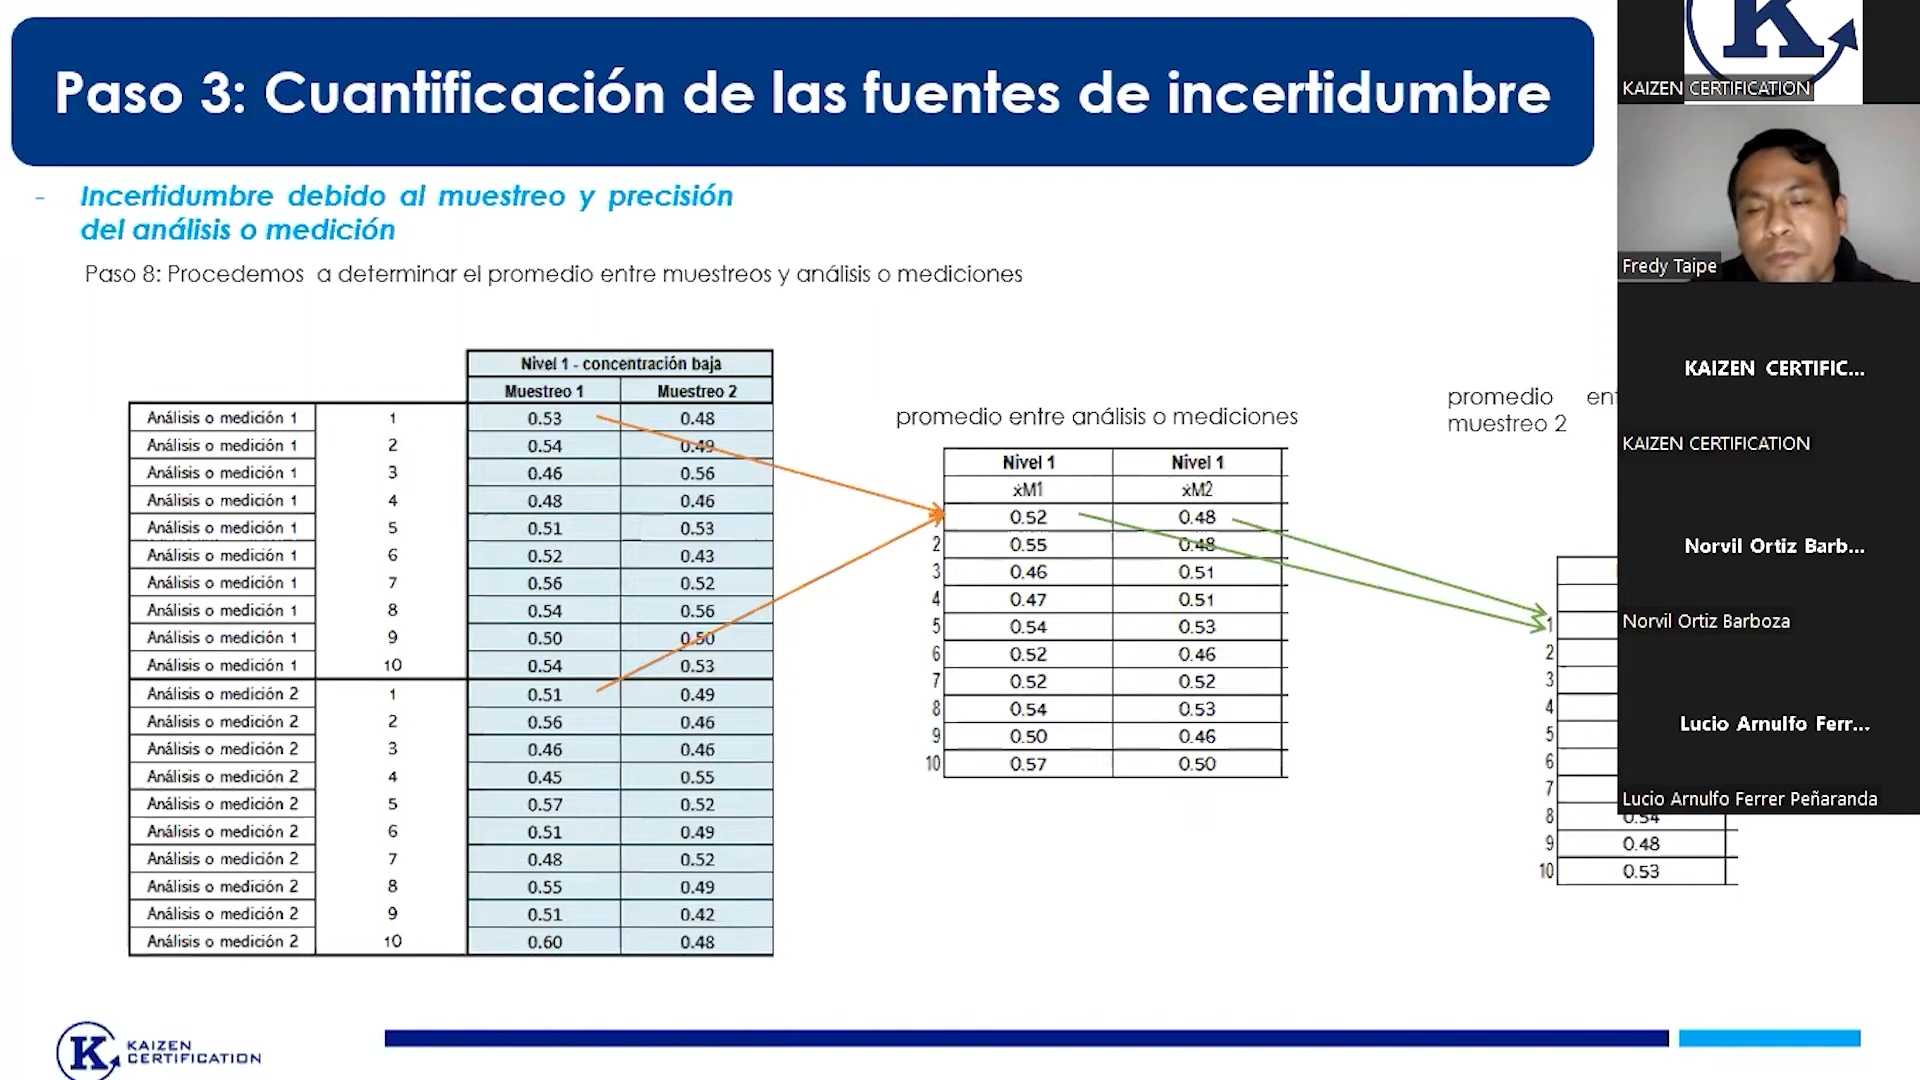 Paso 3: Cuantificación de las fuentes de incertidumbre
- Incertidumbre debido al muestreo y precisión
del análisis o medición
Paso 8: Procedemos a determinar el promedio entre muestreos y análisis o mediciones
Nivel 1 - concentración baja
Muestreo 1 Muestreo 2
Análisis o medición 1 1 0.53 0.48
Análisis o medición 1 2 0.54 0.49
Análisis o medición 1 3 0.46 0.56
Análisis o medición 1 4 0.48 0.46
Análisis o medición 1 5 0.51 0.53
Análisis o medición 1 6 0.52 0.43
Análisis o medición 1 7 0.56 0.52
Análisis o medición 1 8 0.54 0.56
Análisis o medición 1 9 0.50 0.50
Análisis o medición 1 10 0.54 0.53
Análisis o medición 2 1 0.51 0.49
Análisis o medición 2 2 0.56 0.46
Análisis o medición 2 3 0.46 0.46
Análisis o medición 2 4 0.45 0.55
Análisis o medición 2 5 0.57 0.52
Análisis o medición 2 6 0.51 0.49
Análisis o medición 2 7 0.48 0.52
Análisis o medición 2 8 0.55 0.49
Análisis o medición 2 9 0.51 0.42
Análisis o medición 2 10 0.60 0.48
promedio entre análisis o mediciones
Nivel 1 Nivel 1
ẋM1 ẋM2
0.52 0.48
2 0.55 0.48
3 0.46 0.51
4 0.47 0.51
5 0.54 0.53
6 0.52 0.46
7 0.52 0.52
8 0.54 0.53
9 0.50 0.46
10 0.57 0.50
promedio
muestreo 2
1
2
3
4
5
6
7
8 0.54
9 0.48
10 0.53
K
KAIZEN CERTIFICATION
Fredy Taipe
KAIZEN CERTIFIC...
KAIZEN CERTIFICATION
Norvil Ortiz Barb...
Norvil Ortiz Barboza
Lucio Arnulfo Ferr...
Lucio Arnulfo Ferrer Peñaranda
K
KAIZEN
CERTIFICATION